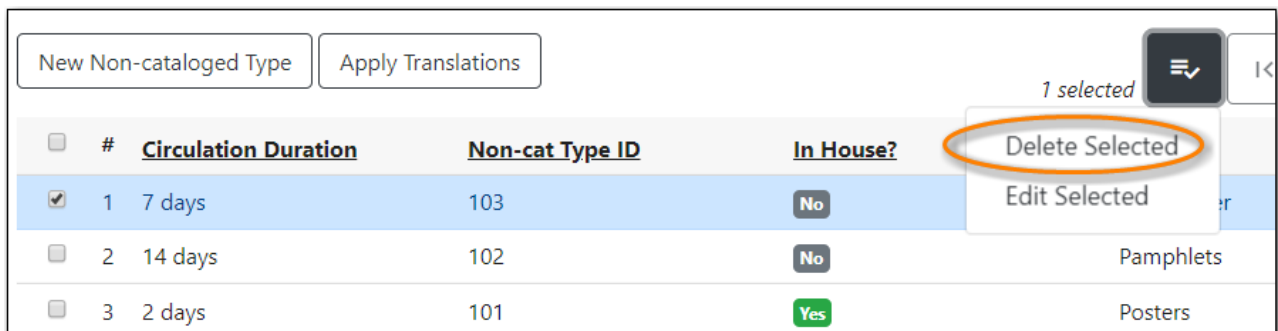 New Non-cataloged Type Apply Translations
1 selected
Delete Selected
Edit Selected
# Circulation Duration Non-cat Type ID In House?
1 7 days 103 No
2 14 days 102 No Pamphlets
3 2 days 101 Yes Posters